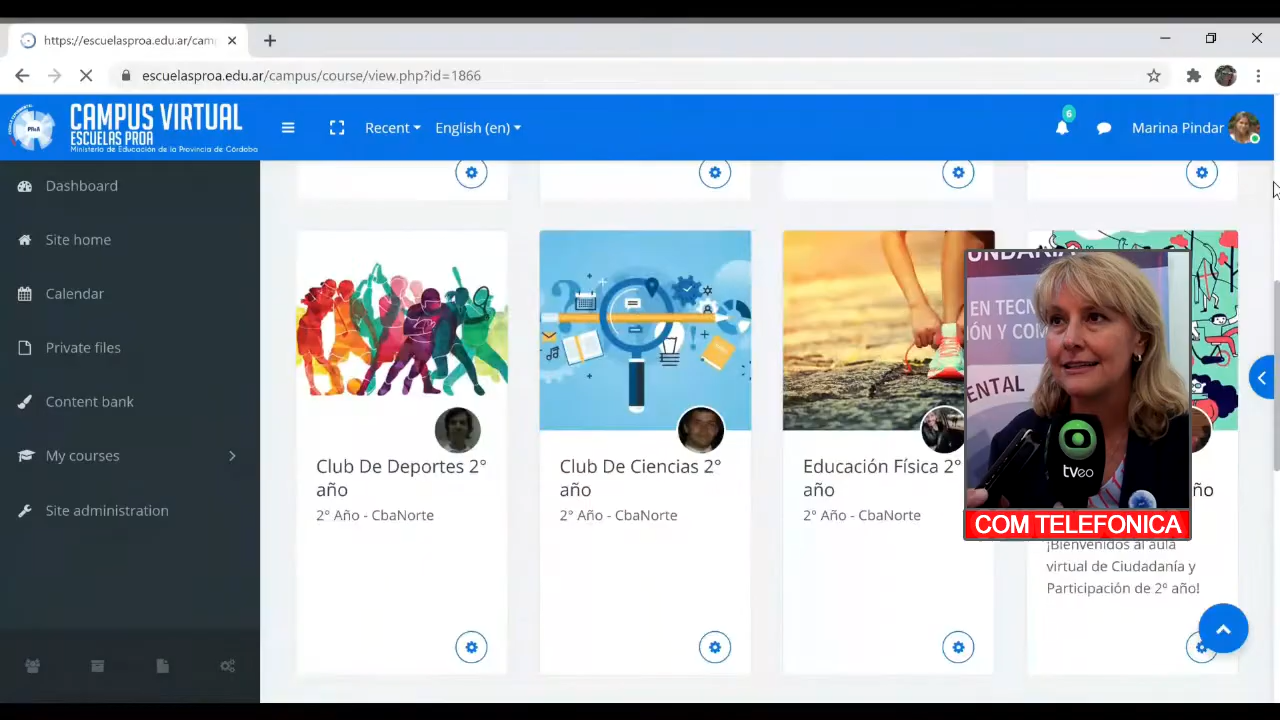 https://escuelasproa.edu.ar/cam
escuelasproa.edu.ar/campus/course/view.php?id=1866
CAMPUS VIRTUAL
ESCUELAS PROA
Ministerio de Educación de la Provincia de Córdoba
Recent
English (en)
6
Marina Pindar
Dashboard
Site home
Calendar
Private files
Content bank
My courses
Site administration
Club De Deportes 2°
año
2° Año - CbaNorte
Club De Ciencias 2°
año
2° Año - CbaNorte
Educación Física 2°
año
2° Año - CbaNorte
ño
¡Bienvenidos al aula
virtual de Ciudadanía y
Participación de 2º año!
UNDARIA
EN TECN
IÓN Y COM
ENTAL
tveo
COM TELEFONICA